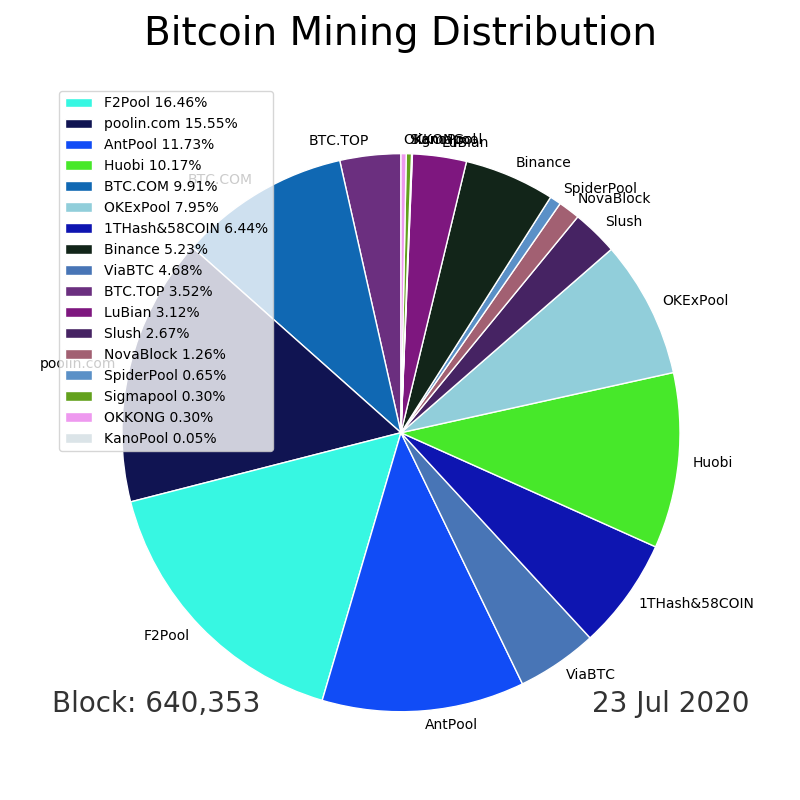 Bitcoin Mining Distribution
F2Pool 16.46%
poolin.com 15.55%
AntPool 11.73%
Huobi 10.17%
BTC.COM 9.91%
OKExPool 7.95%
1THash&58COIN 6.44%
Binance 5.23%
ViaBTC 4.68%
BTC.TOP 3.52%
LuBian 3.12%
Slush 2.67%
NovaBlock 1.26%
SpiderPool 0.65%
Sigmapool 0.30%
OKKONG 0.30%
KanoPool 0.05%
BTC.TOP
LuBian
Binance
SpiderPool
NovaBlock
Slush
OKExPool
Huobi
1THash&58COIN
ViaBTC
AntPool
F2Pool
poolin.com
BTC.COM
Block: 640,353
23 Jul 2020